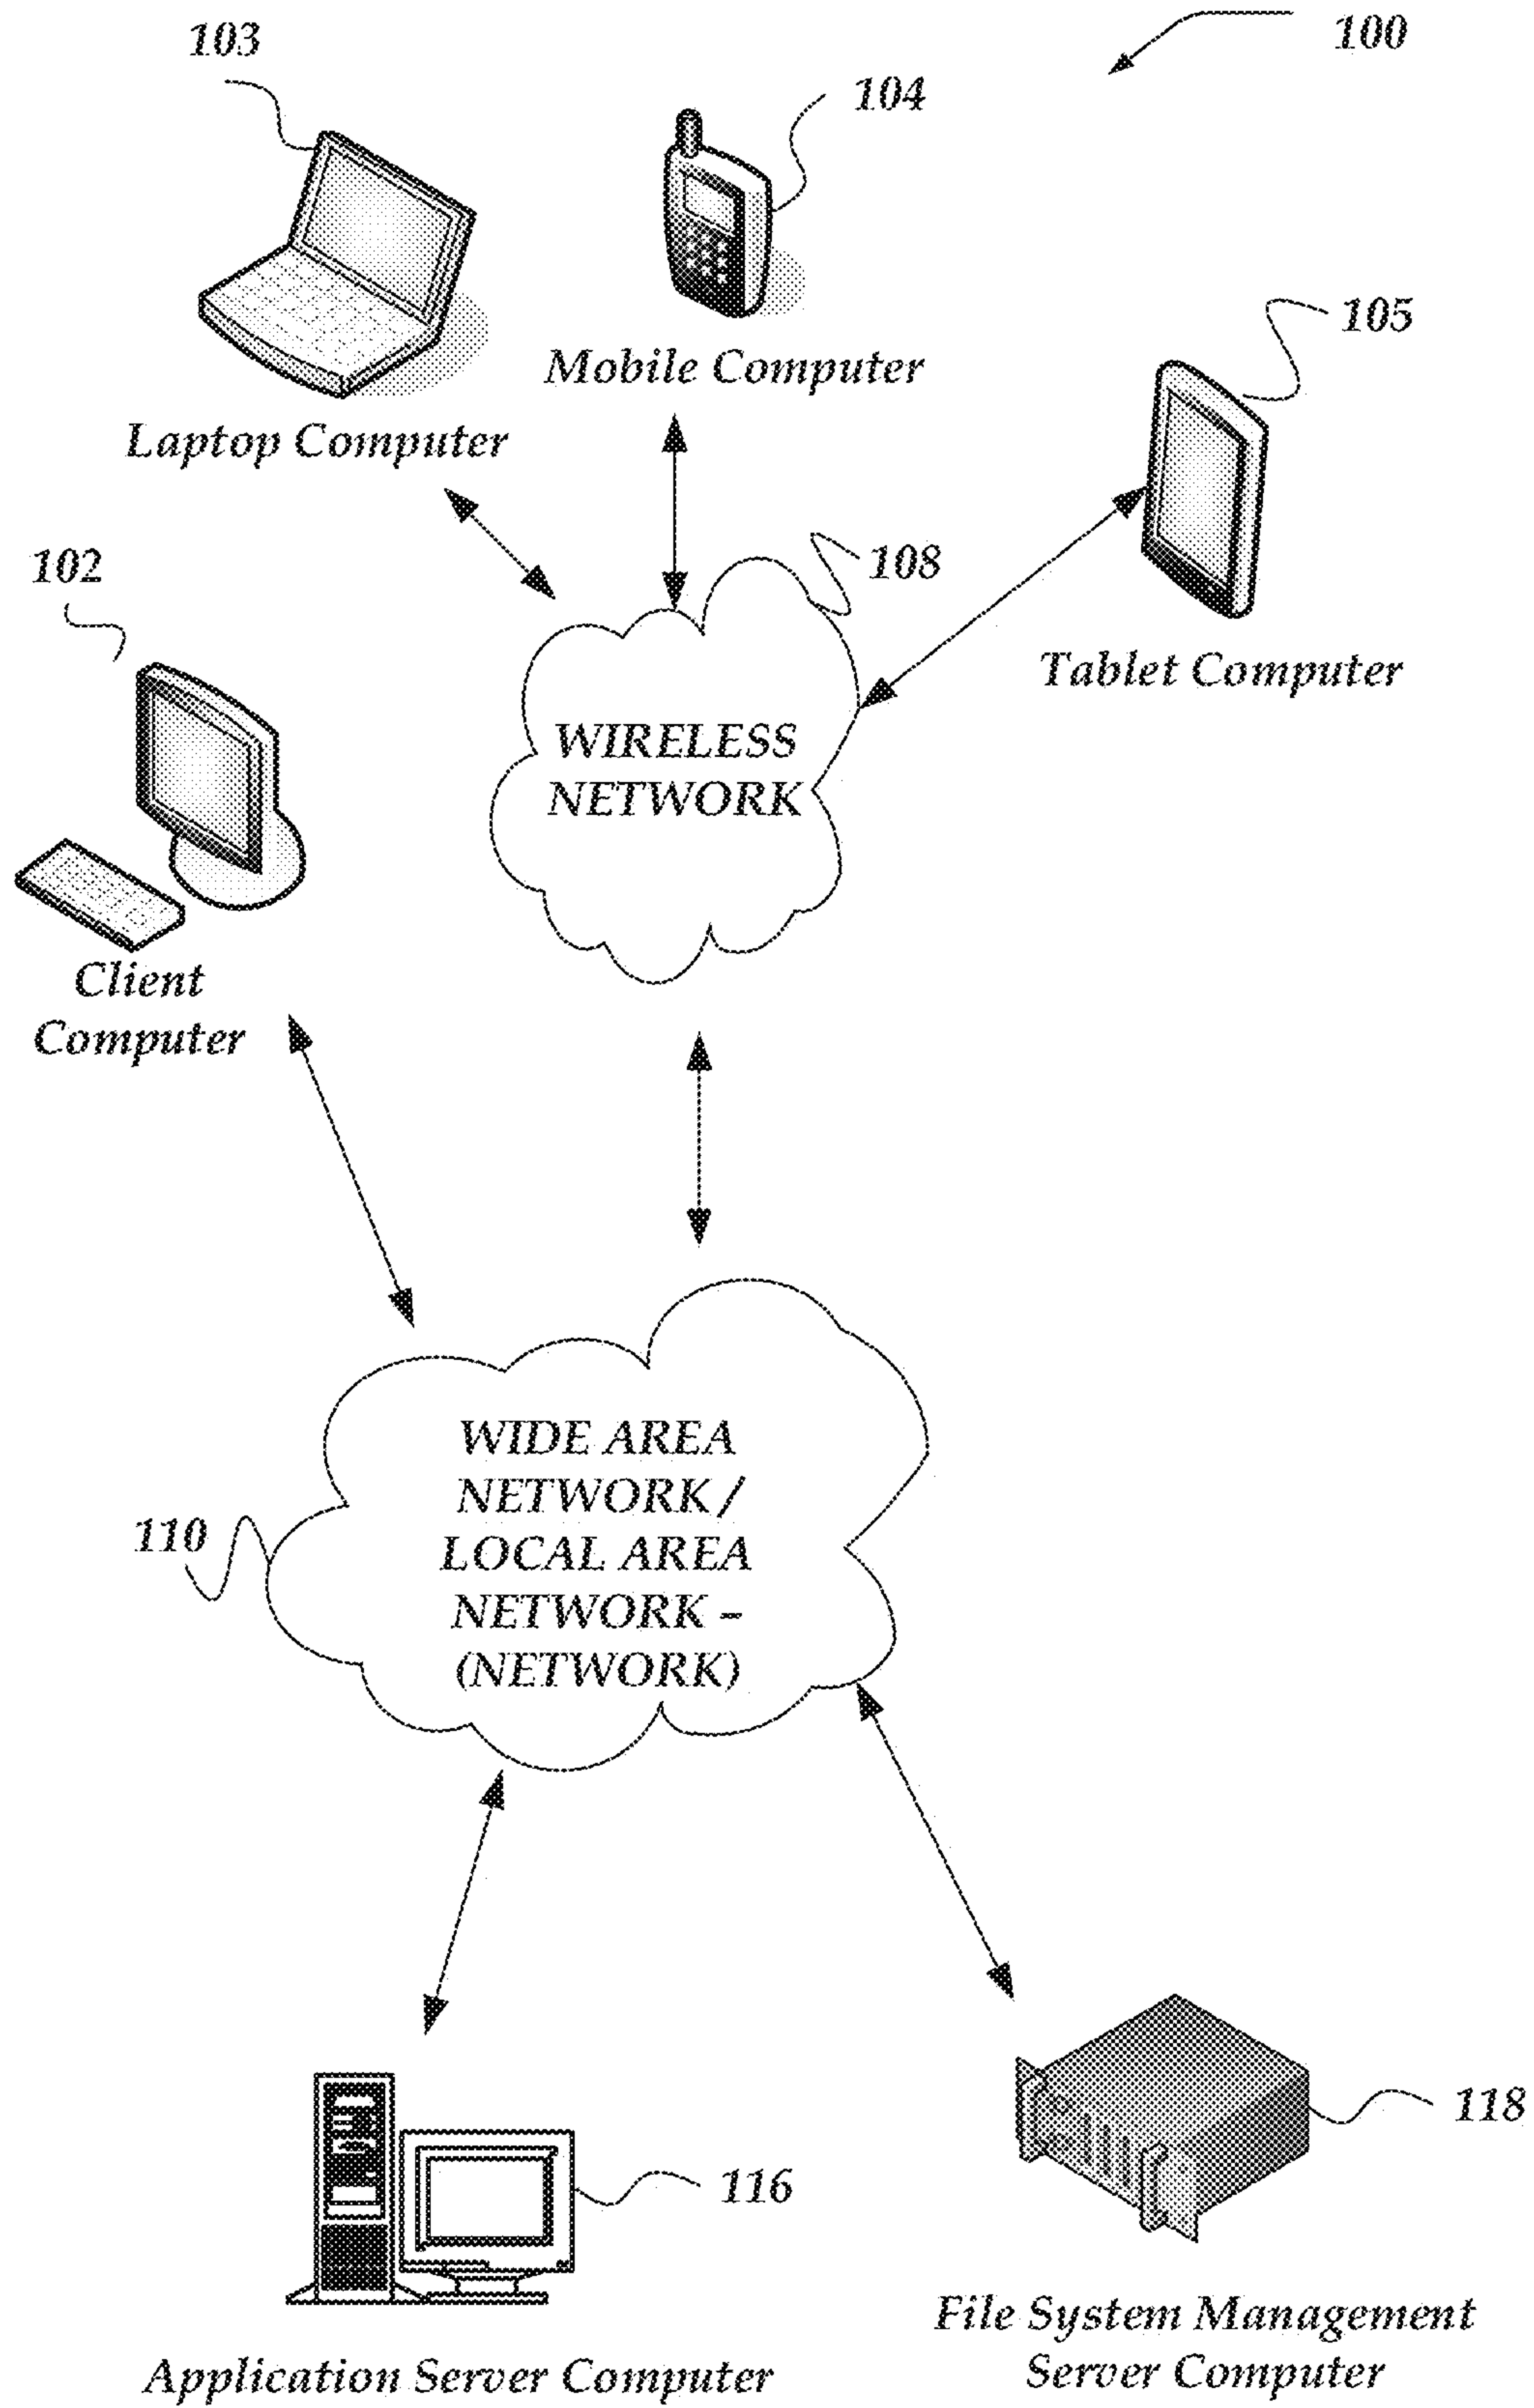 103
100
104
105
Mobile Computer
Laptop Computer
108
102
Tablet Computer
WIRELESS
NETWORK
Client
Computer
WIDE AREA
NETWORK /
LOCAL AREA
NETWORK –
(NETWORK)
110
118
116
File System Management
Server Computer
Application Server Computer